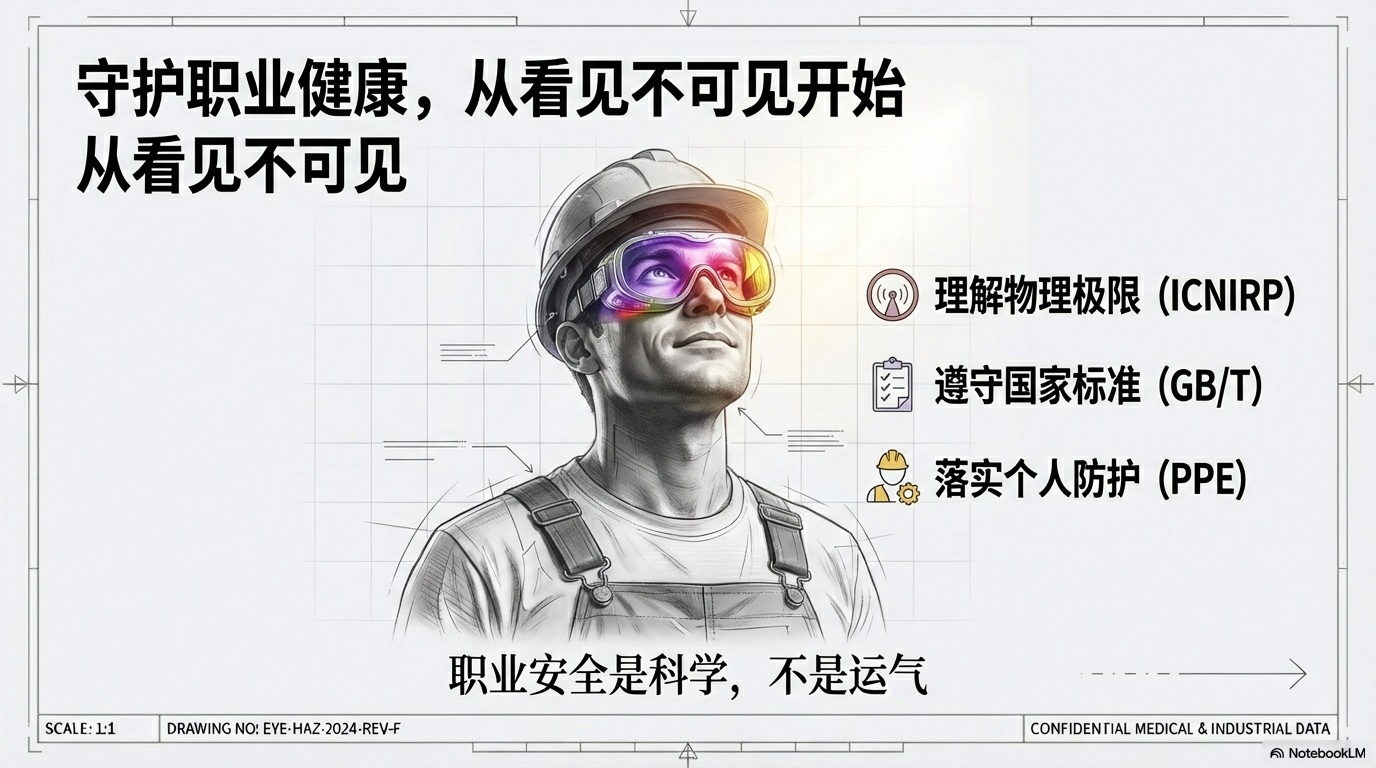 守护职业健康，从看见不可见开始
从看见不可见
理解物理极限 (ICNIRP)
遵守国家标准 (GB/T)
落实个人防护 (PPE)
职业安全是科学，不是运气
SCALE: 1:1
DRAWING NO: EYE-HAZ-2024-REV-F
CONFIDENTIAL MEDICAL & INDUSTRIAL DATA
NotebookLM